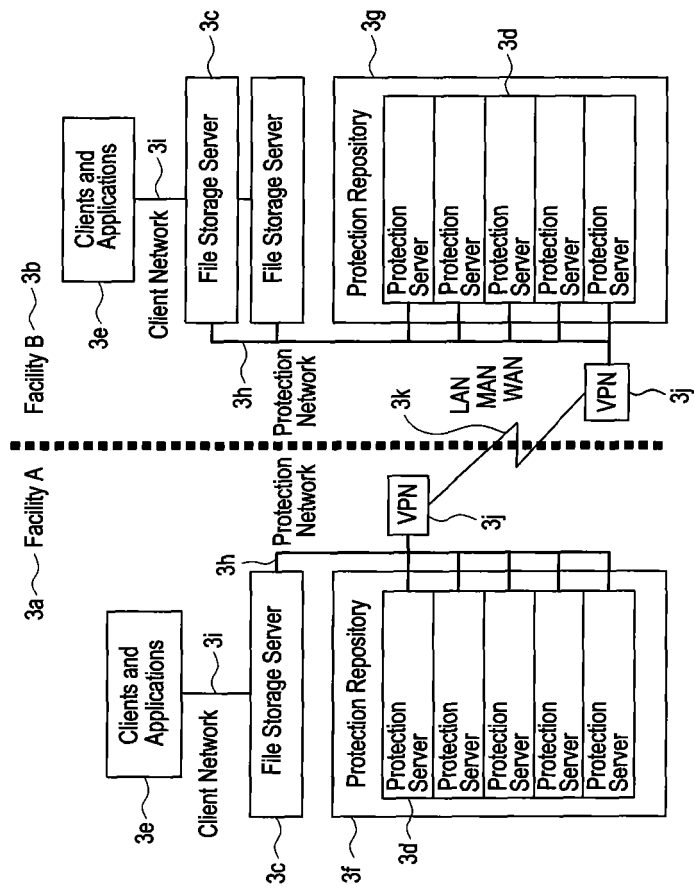 3a
Facility A
Facility B
3b
Clients and
Applications
3e
Client Network
3i
File Storage Server
3c
3h
Protection
Network
VPN
3j
Protection Repository
Protection
Server
Protection
Server
Protection
Server
Protection
Server
Protection
Server
3d
3f
Clients and
Applications
3e
Client Network
3i
File Storage Server
3c
File Storage Server
3h
Protection
Network
LAN
MAN
WAN
3k
VPN
3j
Protection Repository
3g
Protection
Server
Protection
Server
Protection
Server
Protection
Server
Protection
Server
3d